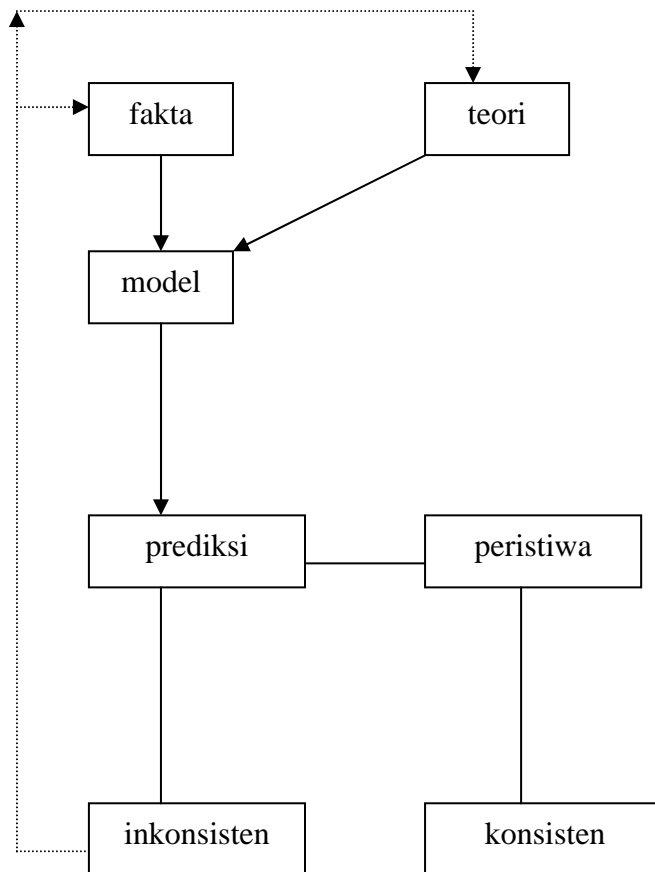 fakta
teori
model
prediksi
peristiwa
inkonsisten
konsisten